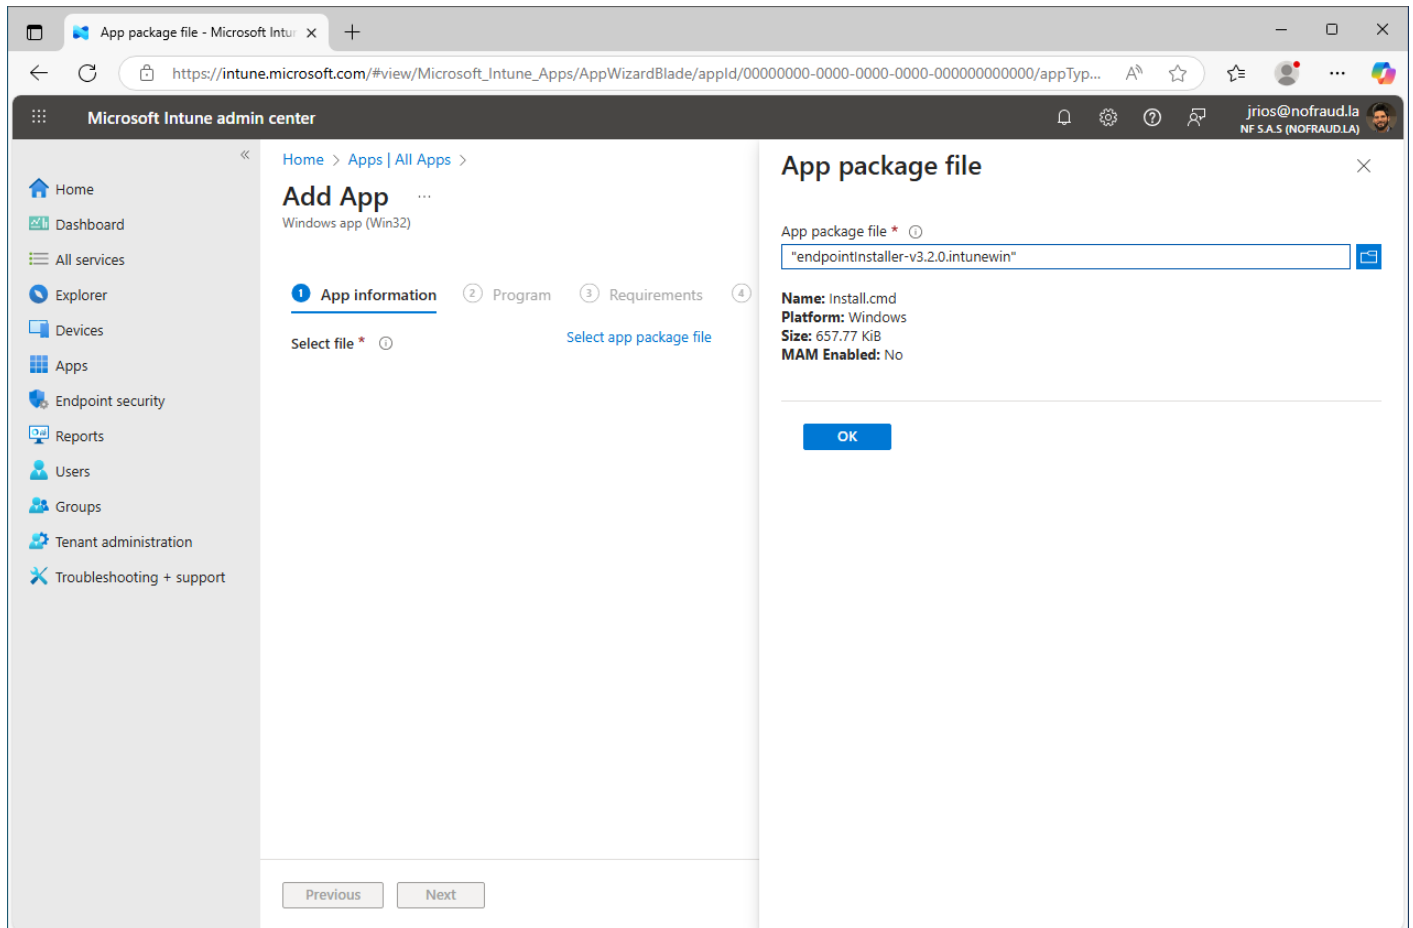 App package file - Microsoft Intun
https://intune.microsoft.com/#view/Microsoft_Intune_Apps/AppWizardBlade/appId/00000000-0000-0000-0000-000000000000/appTyp...
Microsoft Intune admin center
jrios@nofraud.la
NF S.A.S (NOFRAUD.LA)
Home
Dashboard
All services
Explorer
Devices
Apps
Endpoint security
Reports
Users
Groups
Tenant administration
Troubleshooting + support
Home > Apps | All Apps >
Add App ...
Windows app (Win32)
1 App information 2 Program 3 Requirements 4
Select file *
Select app package file
Previous Next
App package file
App package file *
"endpointInstaller-v3.2.0.intunewin"
Name: Install.cmd
Platform: Windows
Size: 657.77 KiB
MAM Enabled: No
OK